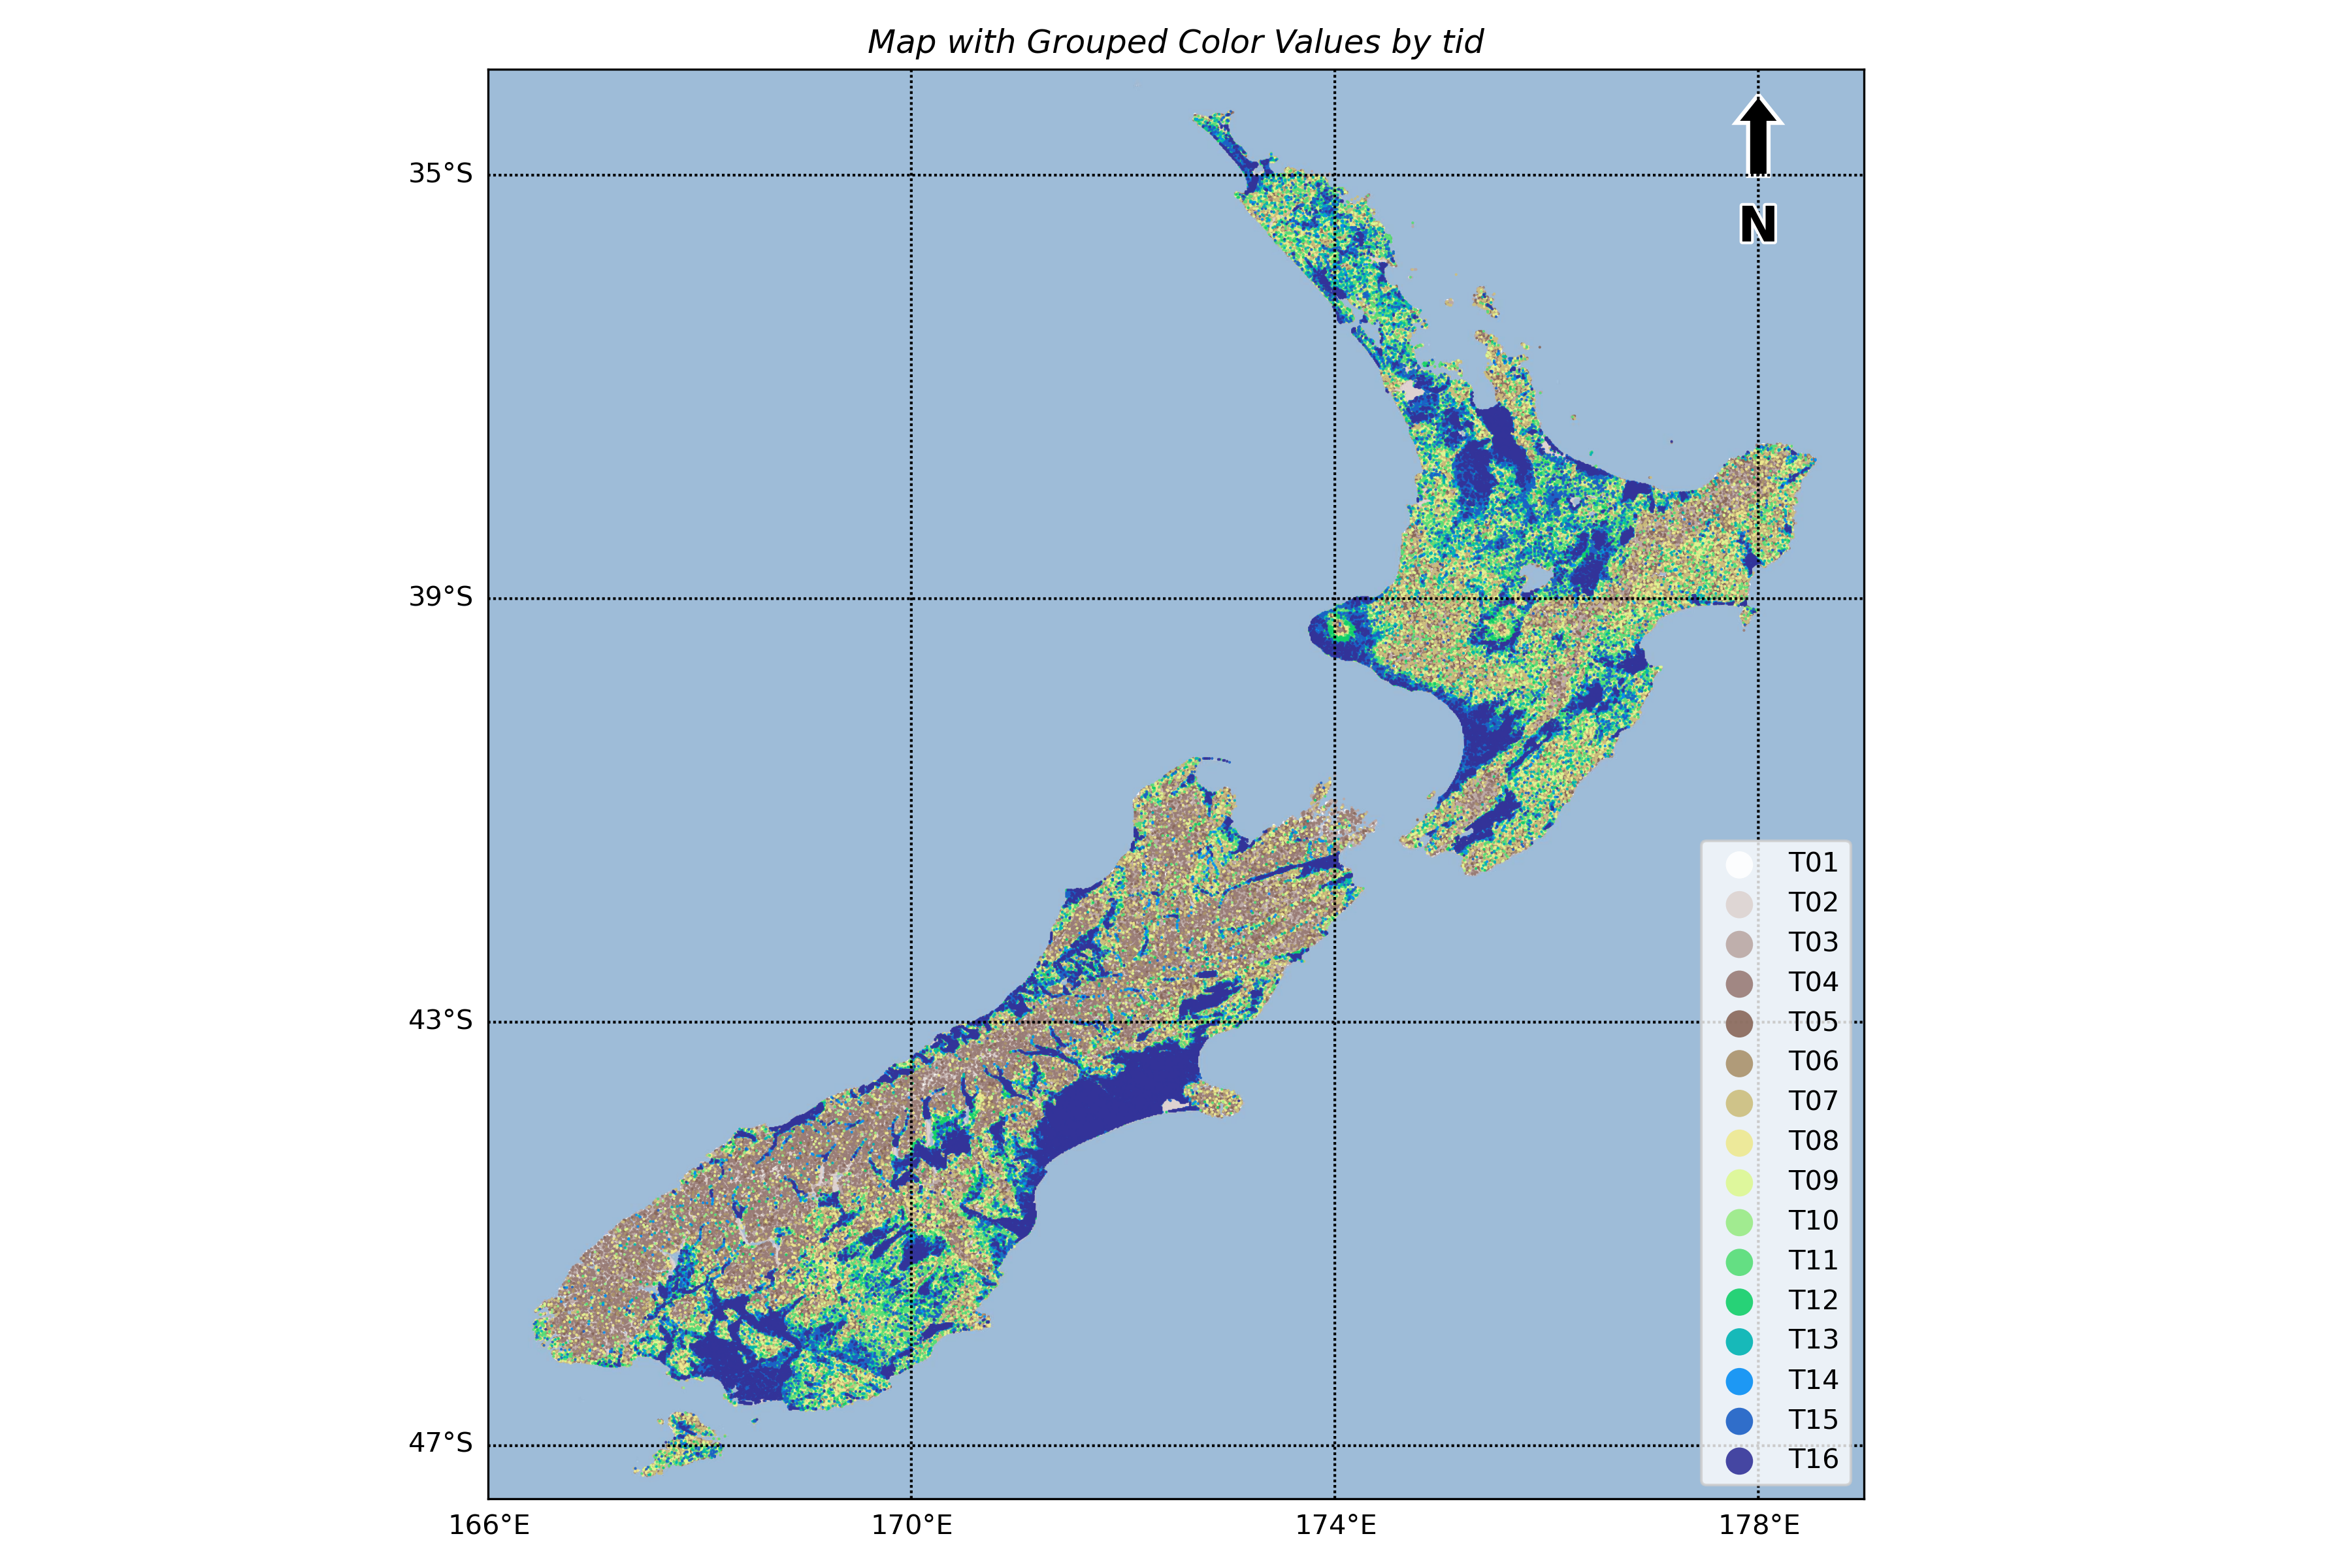 Map with Grouped Color Values by tid
35°S
39°S
43°S
47°S
166°E
170°E
174°E
178°E
N
T01
T02
T03
T04
T05
T06
T07
T08
T09
T10
T11
T12
T13
T14
T15
T16